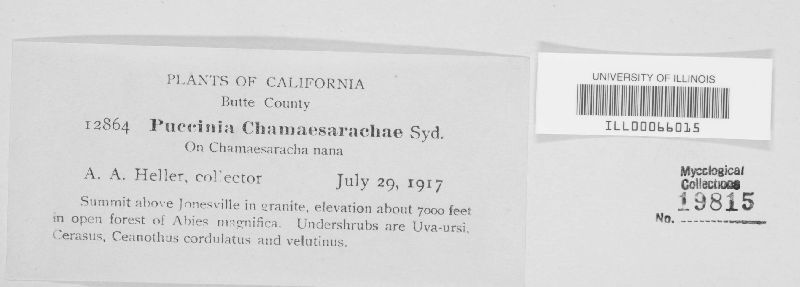 PLANTS OF CALIFORNIA
Butte County
12864 Puccinia Chamaesarachae Syd.
On Chamaesaracha nana
A. A. Heller, collector July 29, 1917
Summit above Jonesville in granite, elevation about 7000 feet
in open forest of Abies magnifica. Undershrubs are Uva-ursi,
Cerasus, Ceanothus cordulatus and velutinus.
UNIVERSITY OF ILLINOIS
ILL00066015
Mycological
Collections
19815
No.